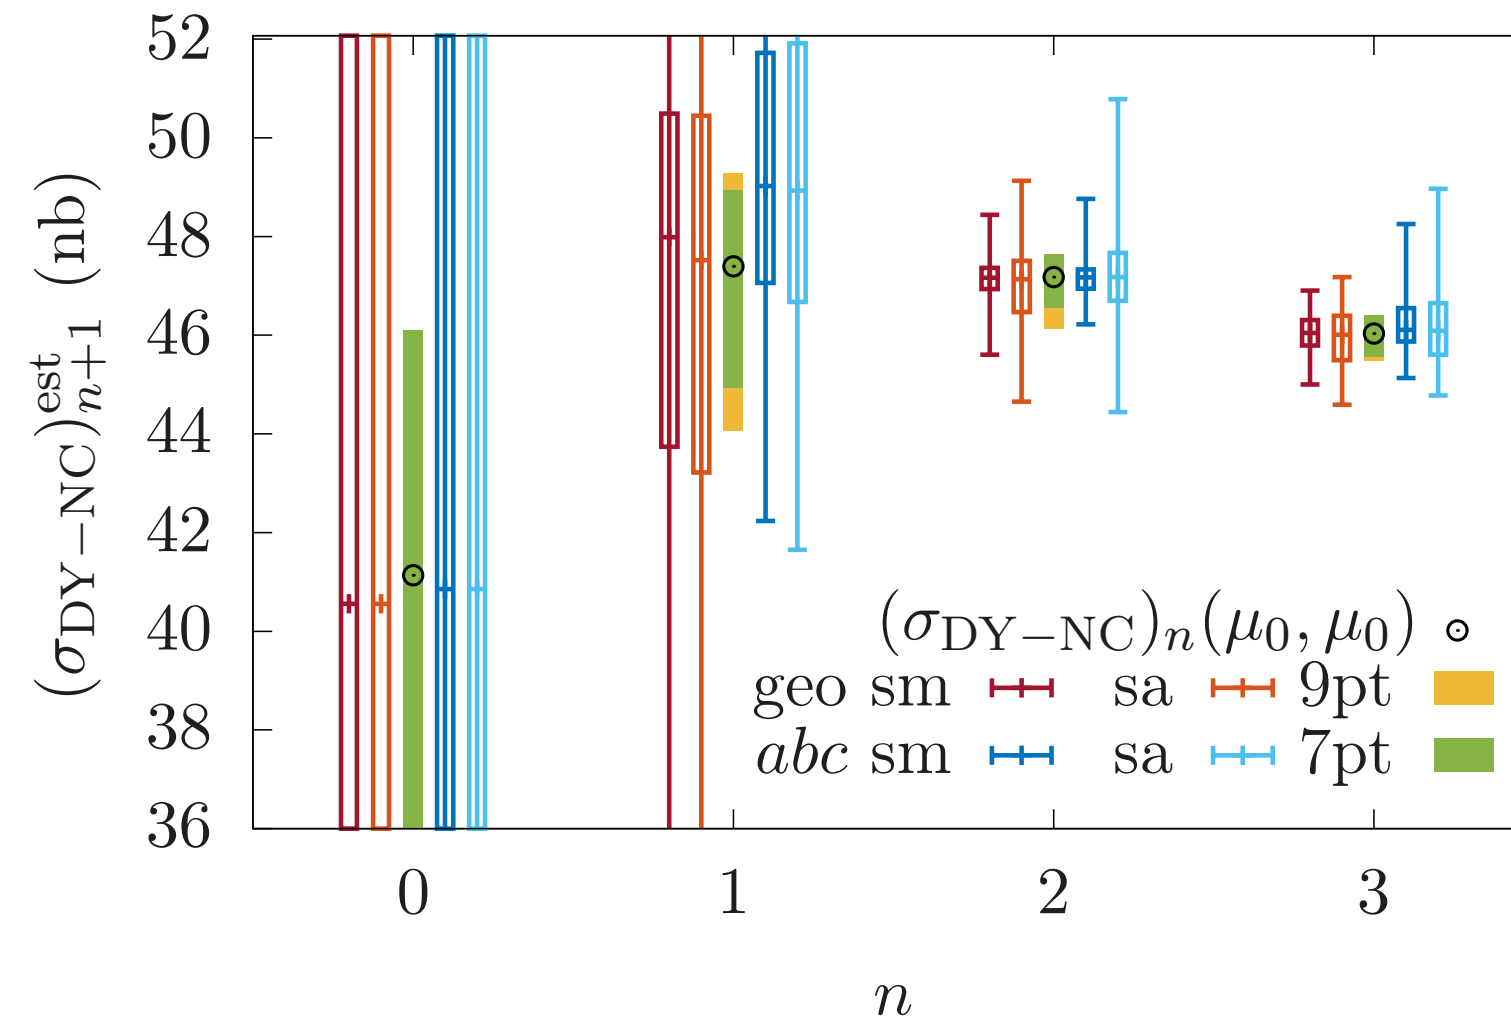 (σDY−NC)n+1^est (nb)
52
50
48
46
44
42
40
38
36
(σDY−NC)n(μ0, μ0)
geo sm sa 9pt
abc sm sa 7pt
0 1 2 3
n